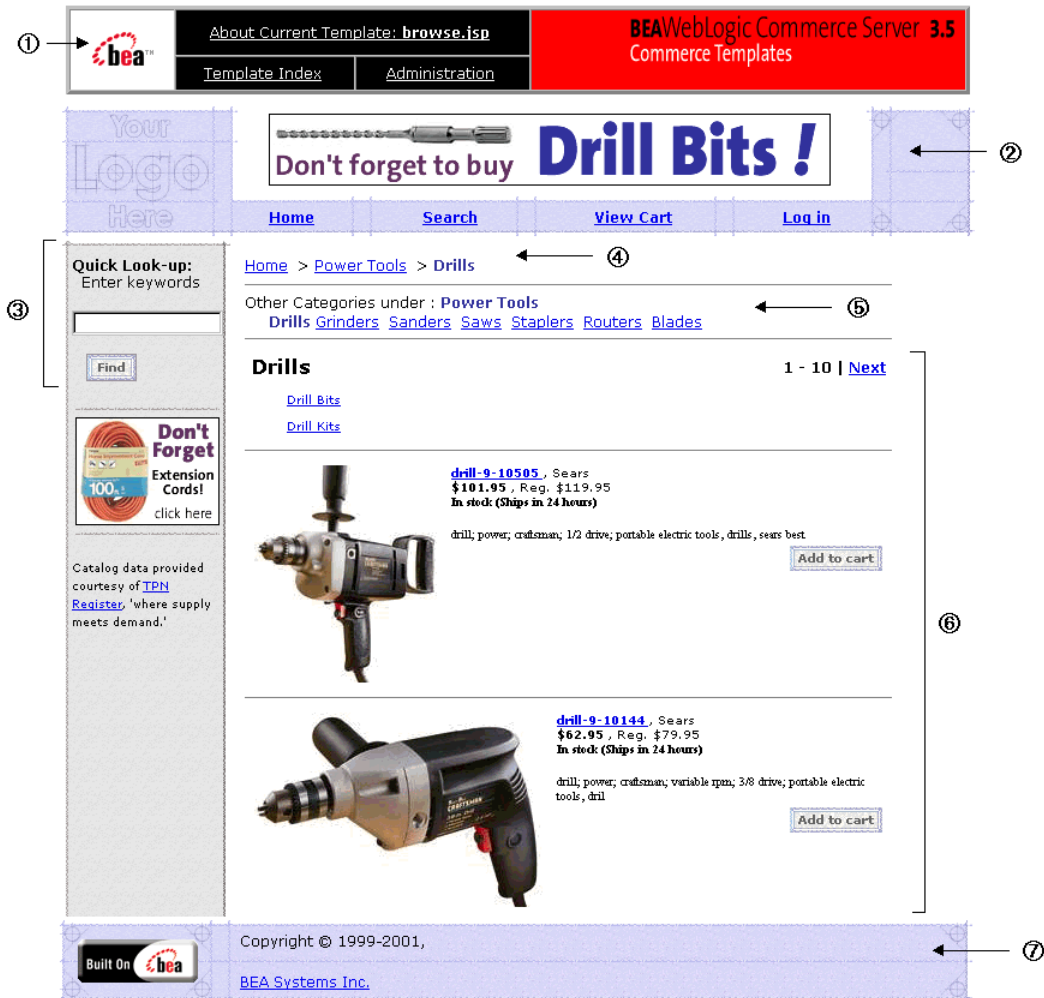 ①
bea™
About Current Template: browse.jsp
Template Index
Administration
BEAWebLogic Commerce Server 3.5
Commerce Templates
Your
Logo
Here
Don't forget to buy
Drill Bits !
②
Home
Search
View Cart
Log in
③
Quick Look-up:
Enter keywords
Find
Don't
Forget
Extension
Cords!
click here
100
Catalog data provided
courtesy of TPN
Register, 'where supply
meets demand.'
Home > Power Tools > Drills
④
Other Categories under : Power Tools
⑤
Drills Grinders Sanders Saws Staplers Routers Blades
Drills
1 - 10 | Next
Drill Bits
Drill Kits
drill-9-10505 , Sears
$101.95 , Reg. $119.95
In stock (Ships in 24 hours)
drill; power; craftsman; 1/2 drive; portable electric tools, drills, sears best
Add to cart
⑥
drill-9-10144 , Sears
$62.95 , Reg. $79.95
In stock (Ships in 24 hours)
drill; power; craftsman; variable rpm; 3/8 drive; portable electric
tools, dril
Add to cart
CRAFTSMAN
Built On bea
Copyright © 1999-2001,
BEA Systems Inc.
⑦